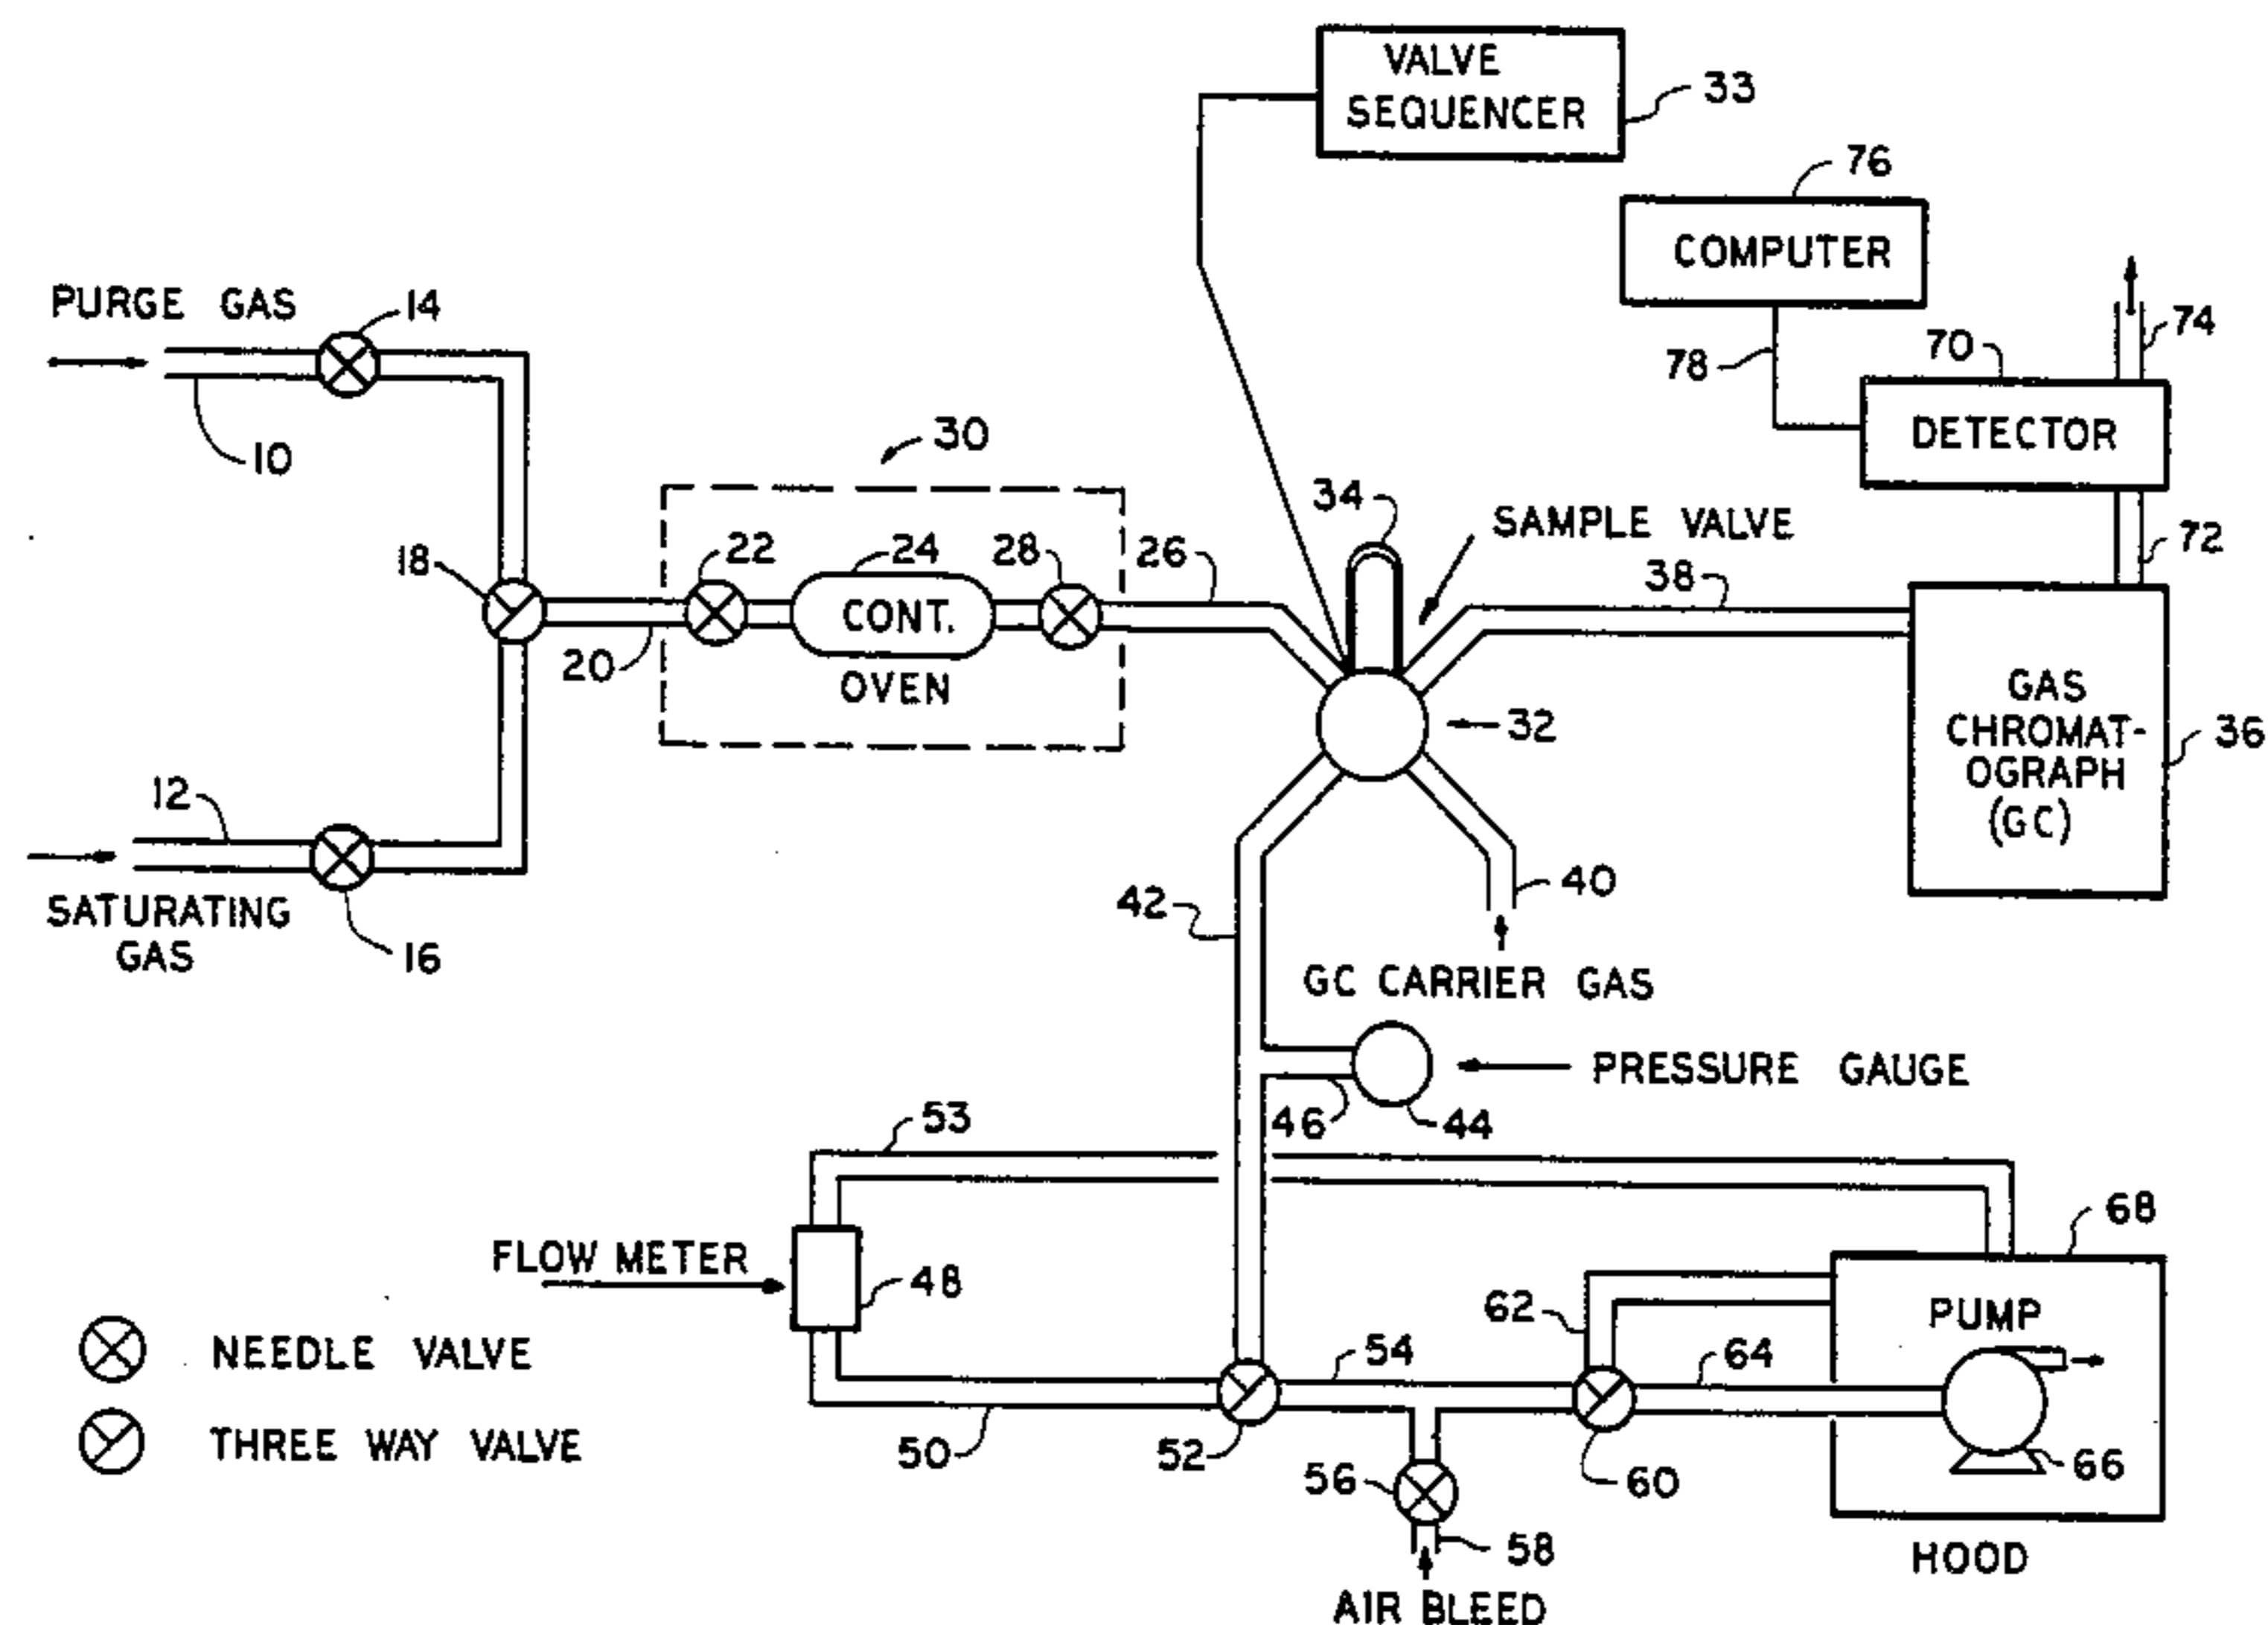 VALVE
SEQUENCER
33
76
COMPUTER
PURGE GAS
14
74
70
78
DETECTOR
10
30
34
SAMPLE VALVE
72
18
22
24
28
26
38
CONT.
20
OVEN
32
GAS
CHROMAT-
OGRAPH
(GC)
36
12
40
42
SATURATING
GAS
16
GC CARRIER GAS
PRESSURE GAUGE
46
44
53
68
FLOW METER
48
62
PUMP
54
64
NEEDLE VALVE
THREE WAY VALVE
50
52
56
60
66
58
HOOD
AIR BLEED